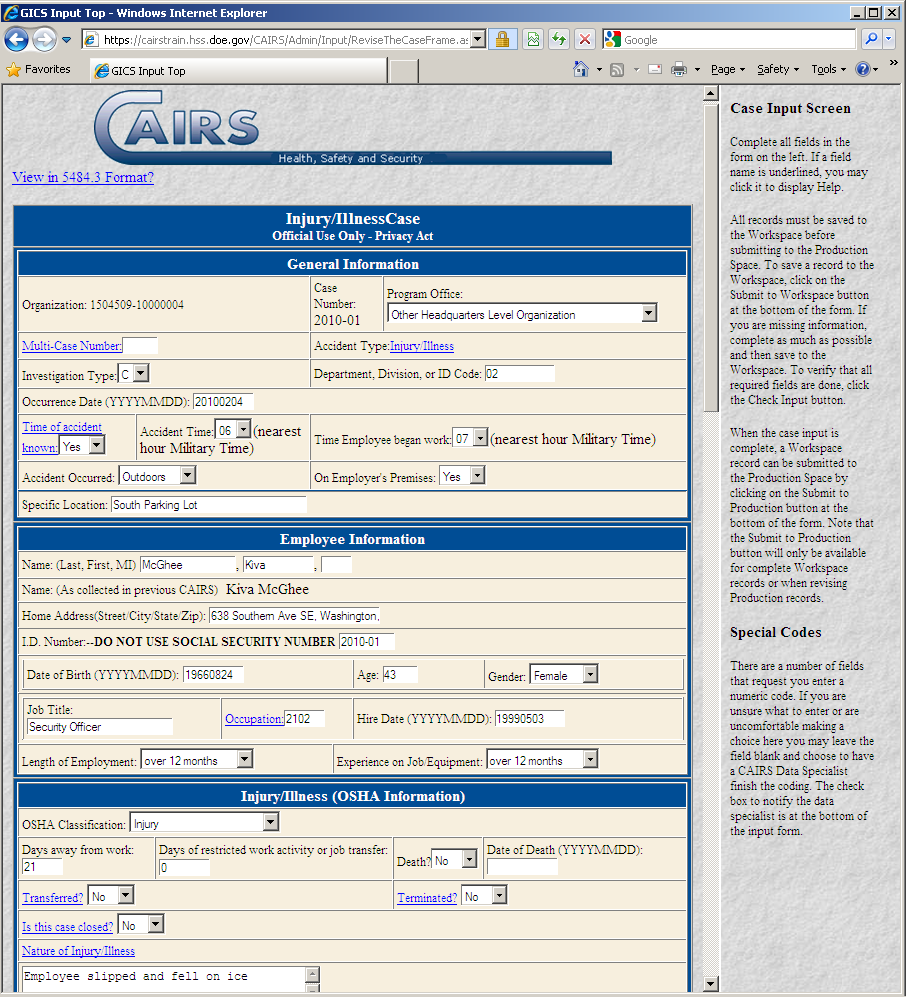 GICS Input Top - Windows Internet Explorer
https://cairstrain.hss.doe.gov/CAIRS/Admin/Input/ReviseTheCaseFrame.as
Google
Favorites
GICS Input Top
Page
Safety
Tools
»
CAIRS
Health, Safety and Security
View in 5484.3 Format?
Injury/IllnessCase
Official Use Only - Privacy Act
General Information
Organization: 1504509-10000004
Case
Number:
2010-01
Program Office:
Other Headquarters Level Organization
Multi-Case Number:
Accident Type:Injury/Illness
Investigation Type: C
Department, Division, or ID Code: 02
Occurrence Date (YYYYMMDD): 20100204
Time of accident
known: Yes
Accident Time: 06 (nearest
hour Military Time)
Time Employee began work: 07 (nearest hour Military Time)
Accident Occurred: Outdoors
On Employer's Premises: Yes
Specific Location: South Parking Lot
Employee Information
Name: (Last, First, MI) McGhee , Kiva ,
Name: (As collected in previous CAIRS) Kiva McGhee
Home Address(Street/City/State/Zip): 638 Southern Ave SE, Washington,
I.D. Number:--DO NOT USE SOCIAL SECURITY NUMBER 2010-01
Date of Birth (YYYYMMDD): 19660824
Age: 43
Gender: Female
Job Title:
Security Officer
Occupation: 2102
Hire Date (YYYYMMDD): 19990503
Length of Employment: over 12 months
Experience on Job/Equipment: over 12 months
Injury/Illness (OSHA Information)
OSHA Classification: Injury
Days away from work:
21
Days of restricted work activity or job transfer:
0
Death? No
Date of Death (YYYYMMDD):
Transferred? No
Terminated? No
Is this case closed? No
Nature of Injury/Illness
Employee slipped and fell on ice
Case Input Screen
Complete all fields in the
form on the left. If a field
name is underlined, you may
click it to display Help.
All records must be saved to
the Workspace before
submitting to the Production
Space. To save a record to the
Workspace, click on the
Submit to Workspace button
at the bottom of the form. If
you are missing information,
complete as much as possible
and then save to the
Workspace. To verify that all
required fields are done, click
the Check Input button.
When the case input is
complete, a Workspace
record can be submitted to
the Production Space by
clicking on the Submit to
Production button at the
bottom of the form. Note that
the Submit to Production
button will only be available
for complete Workspace
records or when revising
Production records.
Special Codes
There are a number of fields
that request you enter a
numeric code. If you are
unsure what to enter or are
uncomfortable making a
choice here you may leave the
field blank and choose to have
a CAIRS Data Specialist
finish the coding. The check
box to notify the data
specialist is at the bottom of
the input form.